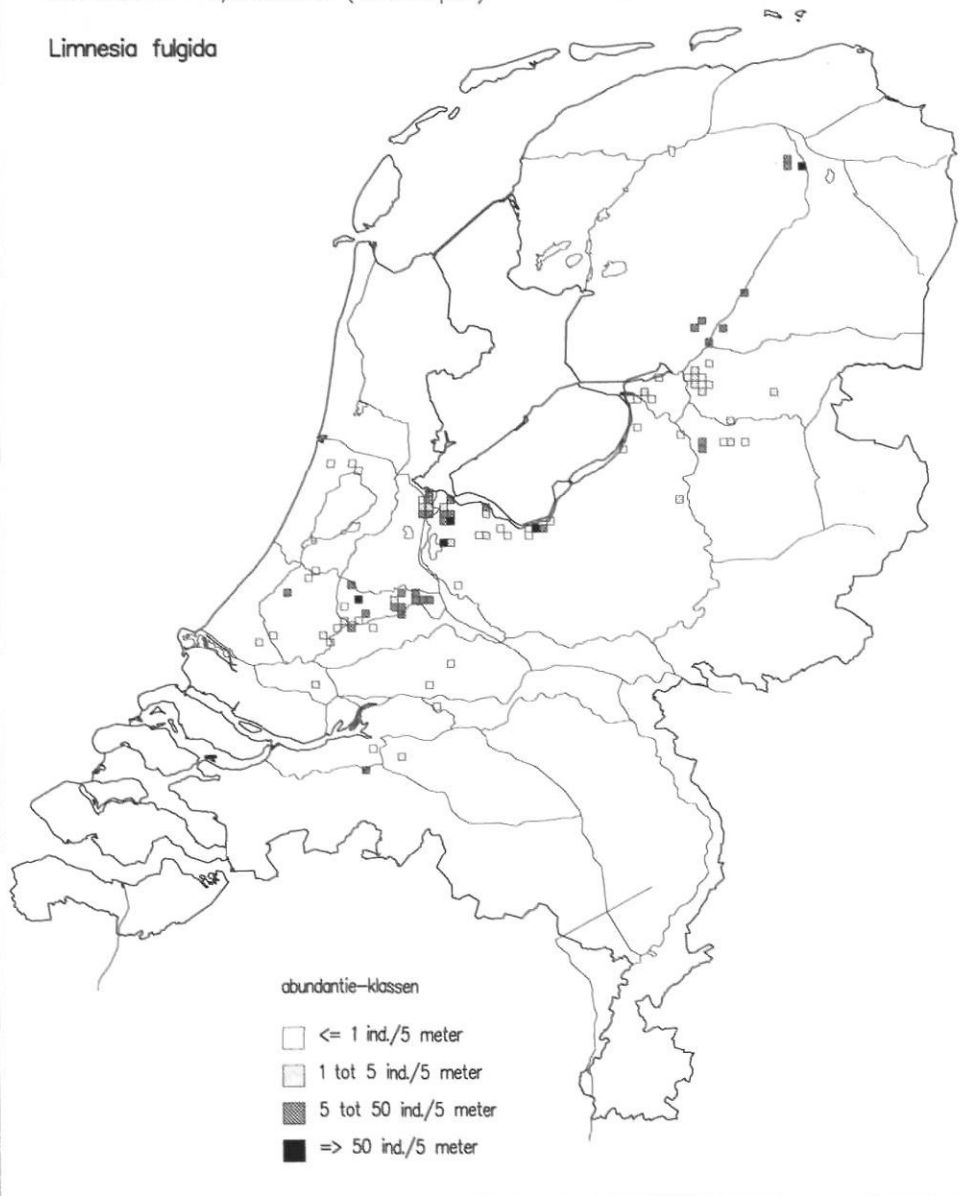 Limnesia fulgida
abundantie-klassen
<= 1 ind./5 meter
1 tot 5 ind./5 meter
5 tot 50 ind./5 meter
=> 50 ind./5 meter